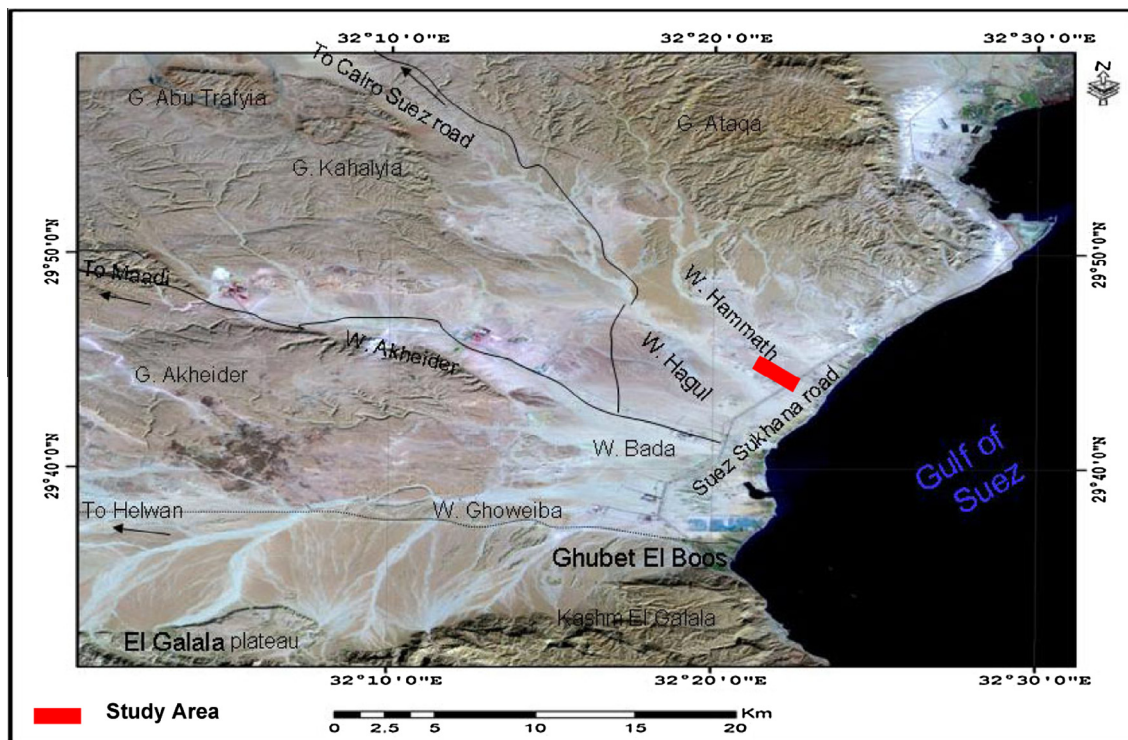 32°10'0"E 32°20'0"E 32°30'0"E
To Cairo Suez road
G. Abu Trafyia
G. Ataqa
G. Kahalyia
N
29°50'0"N
29°50'0"N
To Maadi
W. Hammath
W. Akheider
W. Hagul
G. Akheider
Suez Sukhana road
W. Bada
29°40'0"N
29°40'0"N
Gulf of
Suez
To Helwan
W. Ghoweiba
Ghubet El Boos
Kashm El Galala
El Galala plateau
32°10'0"E 32°20'0"E 32°30'0"E
Study Area
Km
0 2.5 5 10 15 20